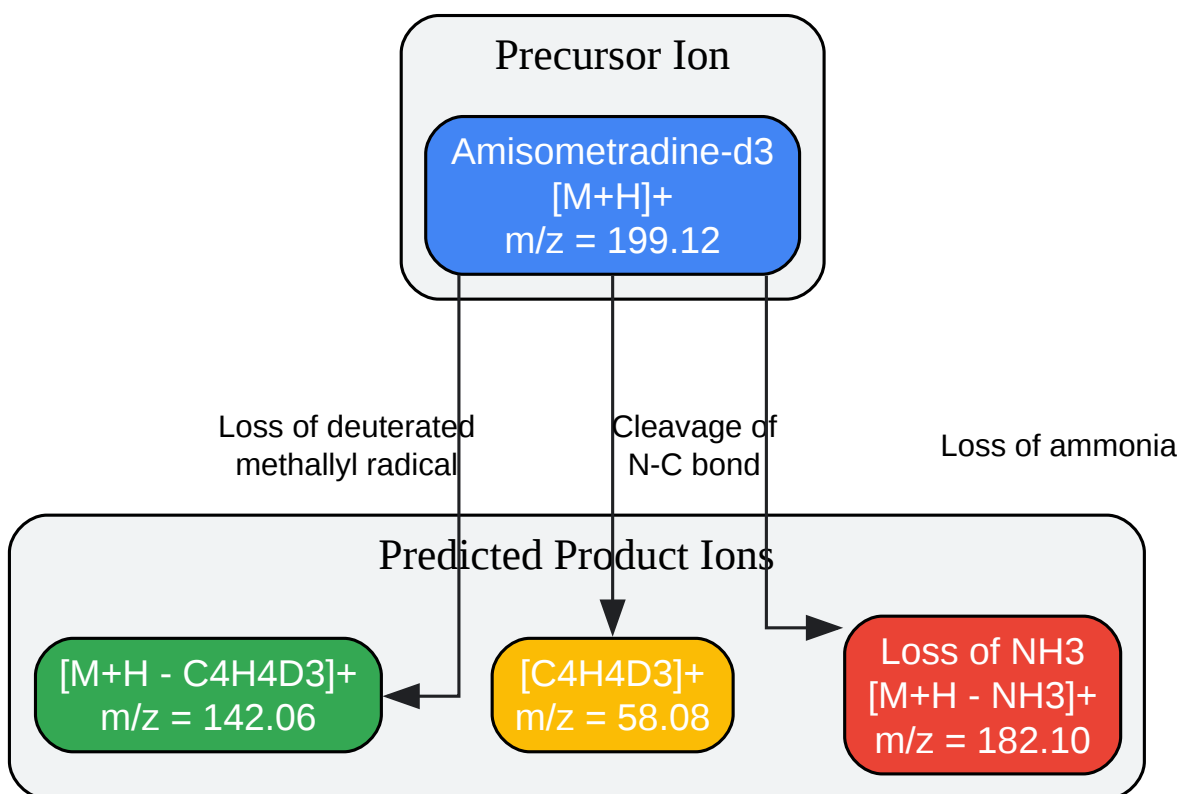 Precursor Ion
Amisometradine-d3
[M+H]+
m/z = 199.12
Loss of deuterated
methallyl radical
Cleavage of
N-C bond
Loss of ammonia
Predicted Product Ions
[M+H - C4H4D3]+
m/z = 142.06
[C4H4D3]+
m/z = 58.08
Loss of NH3
[M+H - NH3]+
m/z = 182.10